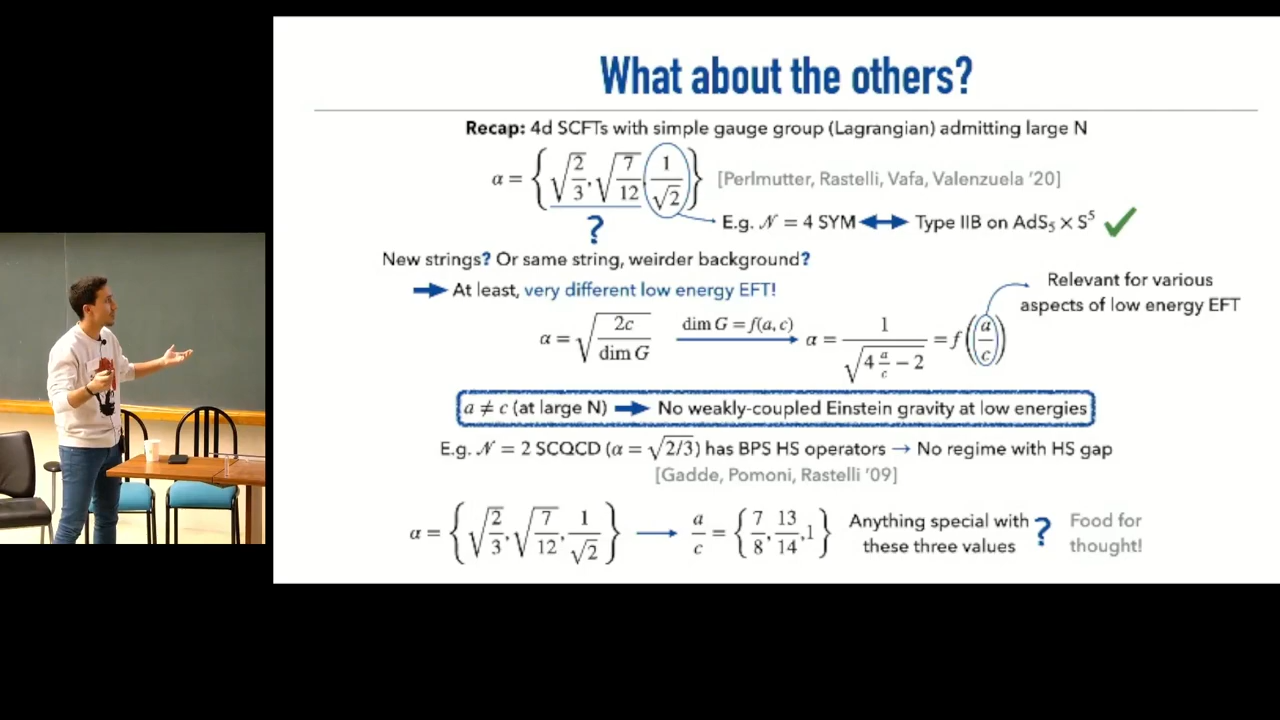 What about the others?
Recap: 4d SCFTs with simple gauge group (Lagrangian) admitting large N
α = { √(2/3), √(7/12), 1/√2 } [Perlmutter, Rastelli, Vafa, Valenzuela '20]
? E.g. 𝒩 = 4 SYM ⟷ Type IIB on AdS₅ × S⁵ ✓
New strings? Or same string, weirder background?
➡ At least, very different low energy EFT!
Relevant for various
aspects of low energy EFT
α = √(2c / dim G) dim G = f(a, c) ⟶ α = 1 / √(4 a/c − 2) = f(a/c)
a ≠ c (at large N) ➡ No weakly-coupled Einstein gravity at low energies
E.g. 𝒩 = 2 SCQCD (α = √2/3) has BPS HS operators → No regime with HS gap
[Gadde, Pomoni, Rastelli '09]
α = { √(2/3), √(7/12), 1/√2 } ⟶ a/c = { 7/8, 13/14, 1 } Anything special with these three values ? Food for thought!